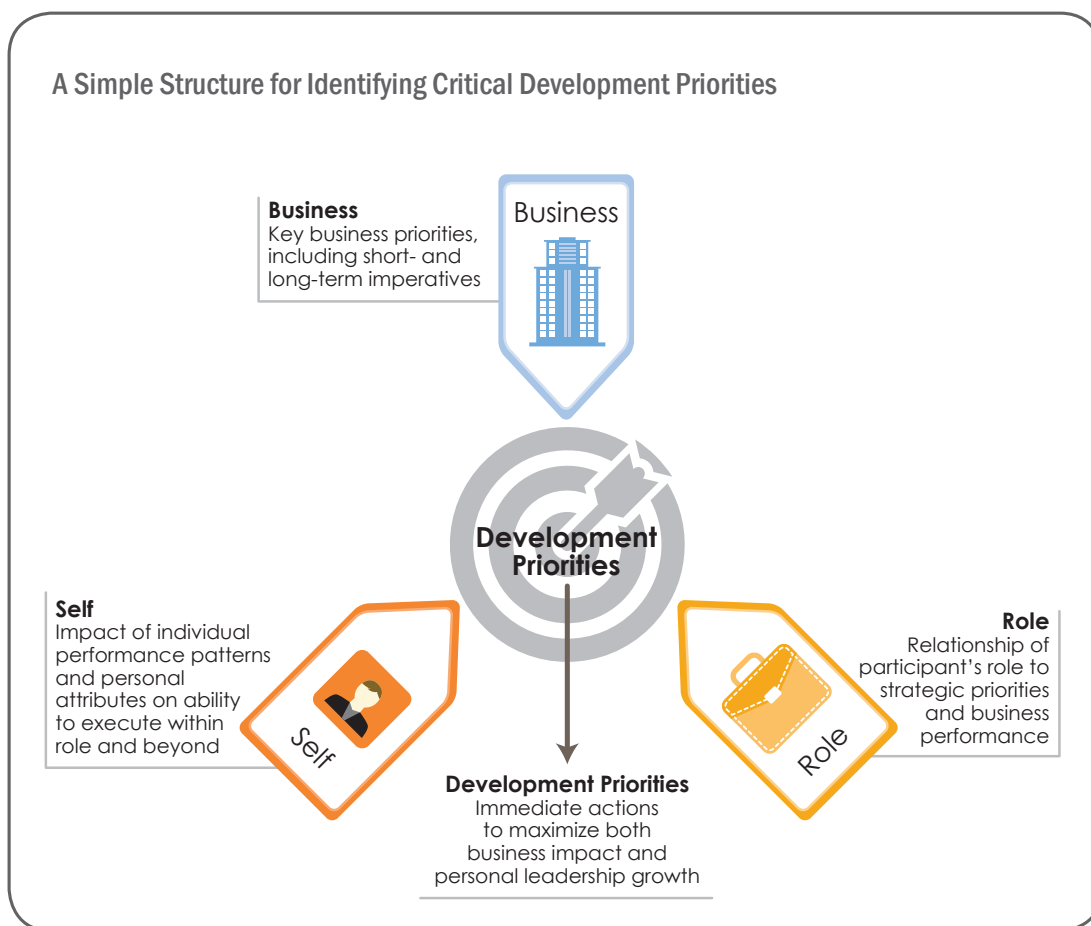 A Simple Structure for Identifying Critical Development Priorities
Business
Key business priorities,
including short- and
long-term imperatives
Business
Development
Priorities
Self
Impact of individual
performance patterns
and personal
attributes on ability
to execute within
role and beyond
Self
Role
Role
Relationship of
participant’s role to
strategic priorities
and business
performance
Development Priorities
Immediate actions
to maximize both
business impact and
personal leadership growth